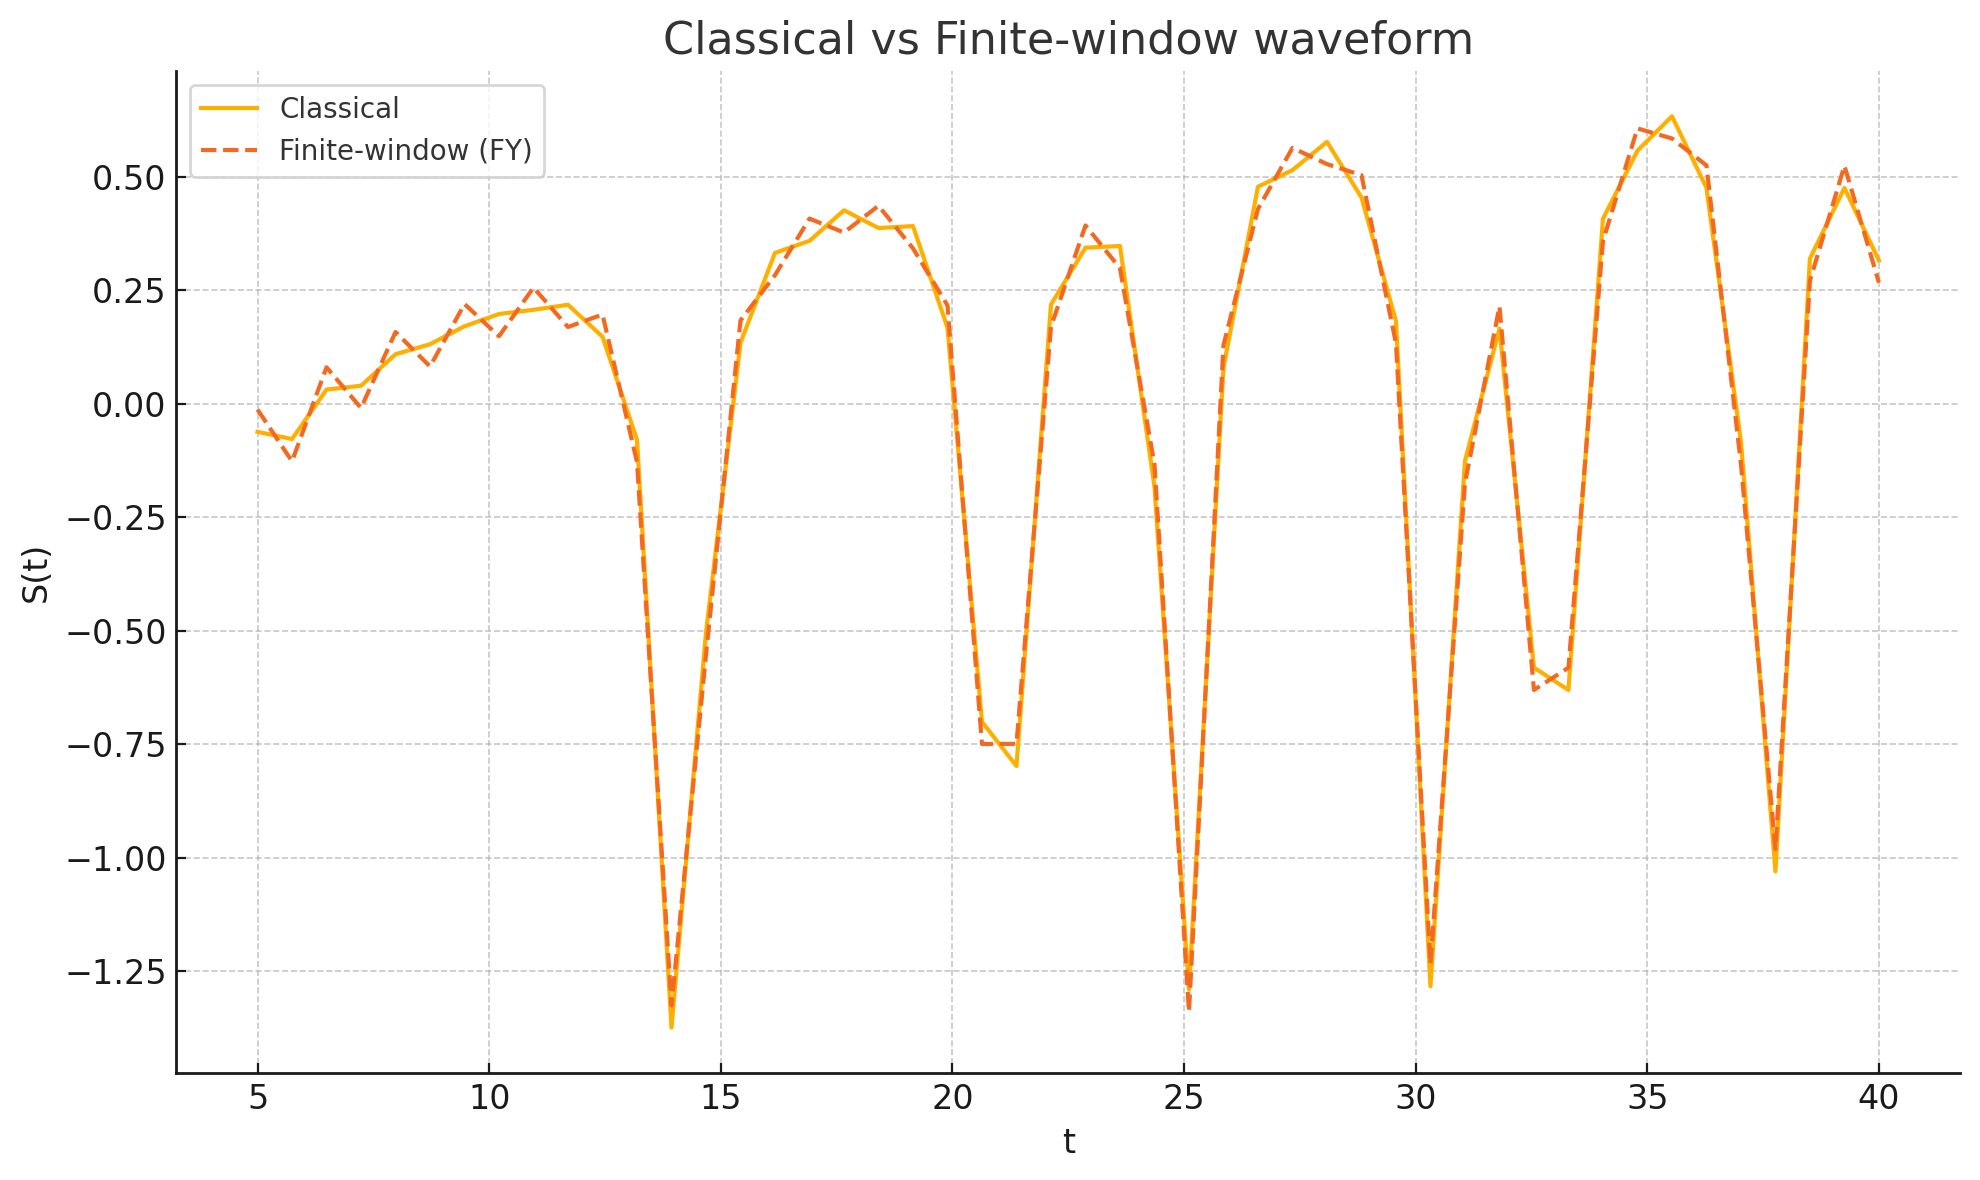 Classical vs Finite-window waveform
Classical
Finite-window (FY)
0.50
0.25
0.00
−0.25
−0.50
−0.75
−1.00
−1.25
S(t)
5 10 15 20 25 30 35 40
t